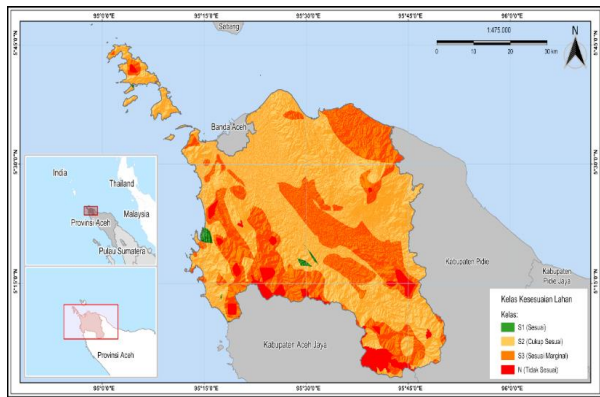 95°0'0"E 95°15'0"E 95°30'0"E 95°45'0"E 96°0'0"E
Sabang
1:475.000
N
0 10 20 30 km
Banda Aceh
India
Thailand
Malaysia
Provinsi Aceh
Pulau Sumatera
Provinsi Aceh
Kabupaten Pidie
Kabupaten Pidie Jaya
Kabupaten Aceh Jaya
Kelas Kesesuaian Lahan
Kelas:
S1 (Sesuai)
S2 (Cukup Sesuai)
S3 (Sesuai Marginal)
N (Tidak Sesuai)
95°0'0"E 95°15'0"E 95°30'0"E 95°45'0"E 96°0'0"E